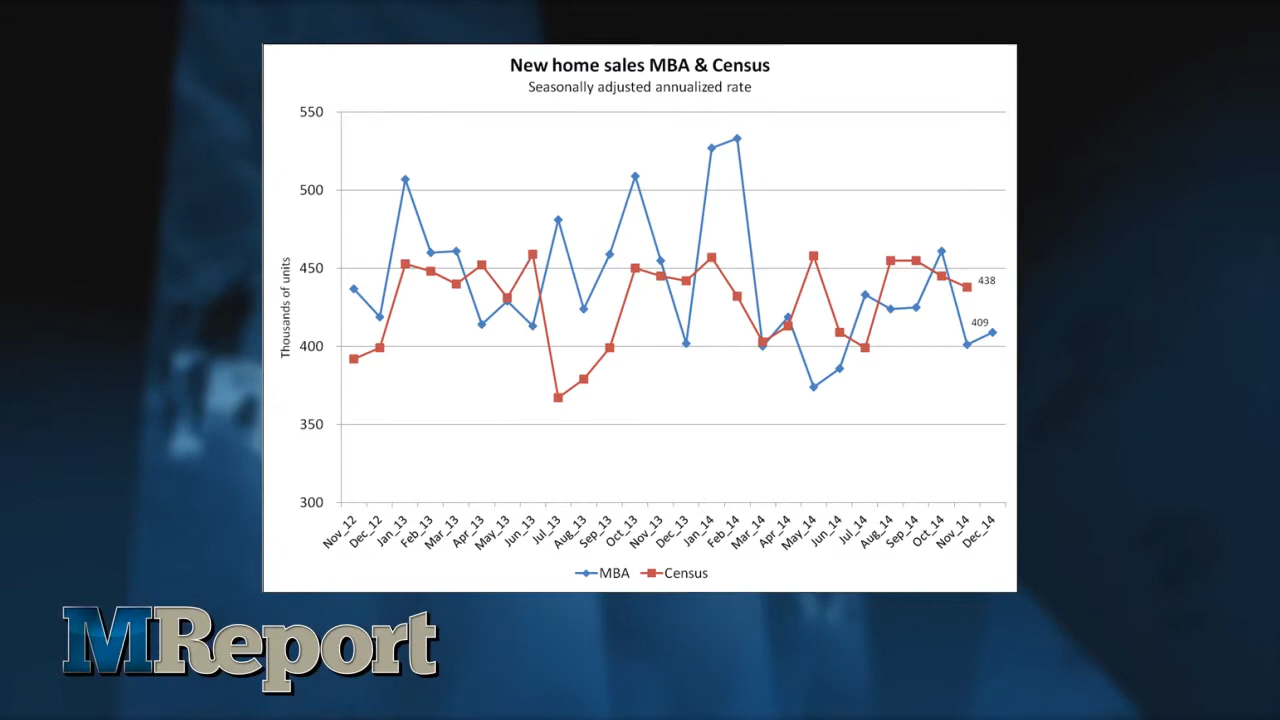 New home sales MBA & Census
Seasonally adjusted annualized rate
550
500
450
400
350
300
Thousands of units
438
409
Nov_12 Dec_12 Jan_13 Feb_13 Mar_13 Apr_13 May_13 Jun_13 Jul_13 Aug_13 Sep_13 Oct_13 Nov_13 Dec_13 Jan_14 Feb_14 Mar_14 Apr_14 May_14 Jun_14 Jul_14 Aug_14 Sep_14 Oct_14 Nov_14 Dec_14
MBA Census
MReport